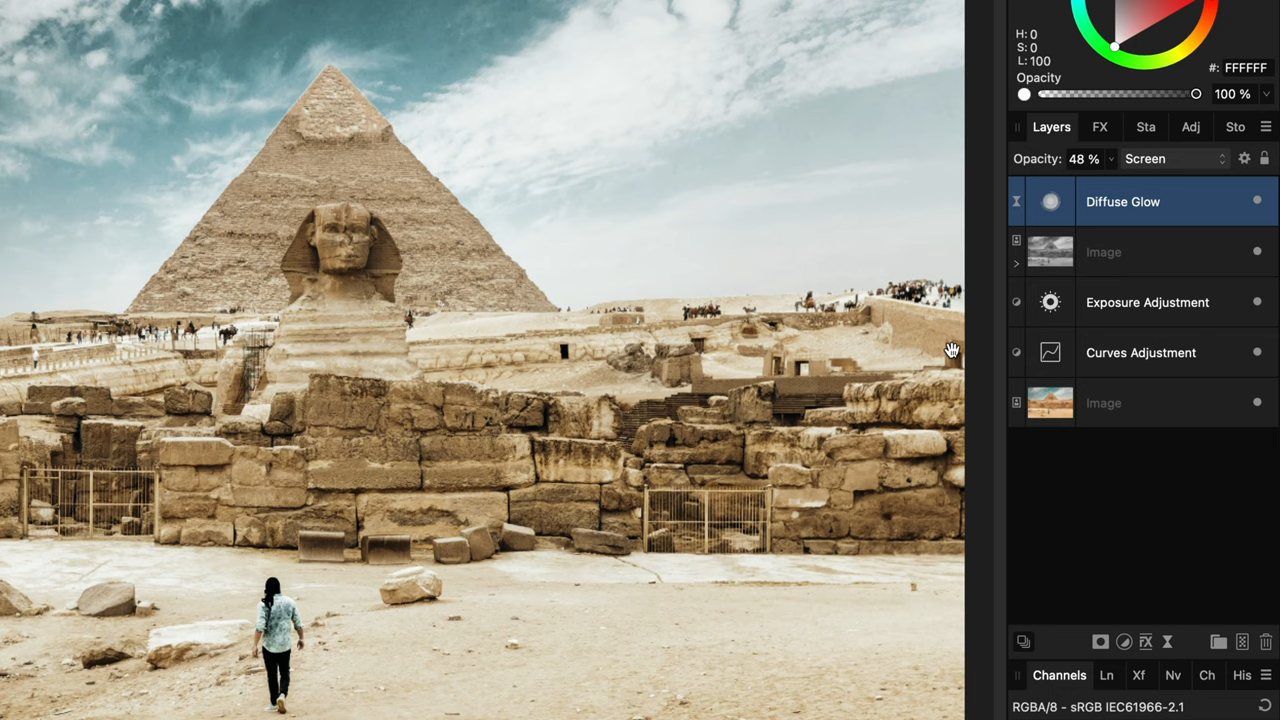 H: 0
S: 0
L: 100
#: FFFFFF
Opacity
100 %
Layers FX Sta Adj Sto
Opacity: 48 % Screen
Diffuse Glow
Image
Exposure Adjustment
Curves Adjustment
Image
Channels Ln Xf Nv Ch His
RGBA/8 - sRGB IEC61966-2.1